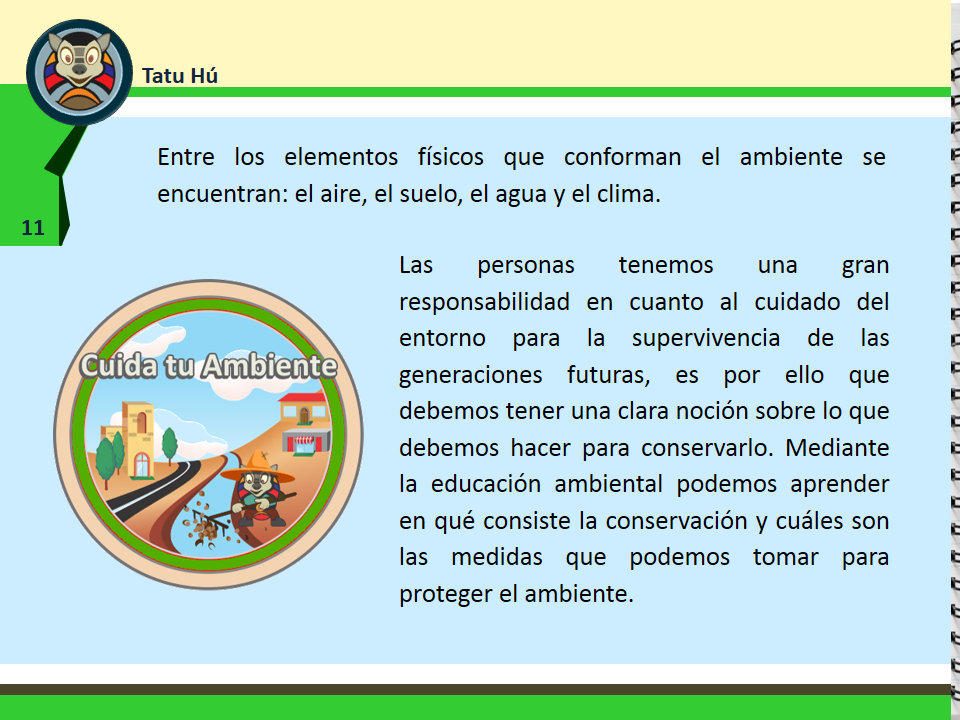 Tatu Hú
Entre los elementos físicos que conforman el ambiente se
encuentran: el aire, el suelo, el agua y el clima.
11
Las personas tenemos una gran
responsabilidad en cuanto al cuidado del
entorno para la supervivencia de las
generaciones futuras, es por ello que
debemos tener una clara noción sobre lo que
debemos hacer para conservarlo. Mediante
la educación ambiental podemos aprender
en qué consiste la conservación y cuáles son
las medidas que podemos tomar para
proteger el ambiente.
Cuida tu Ambiente